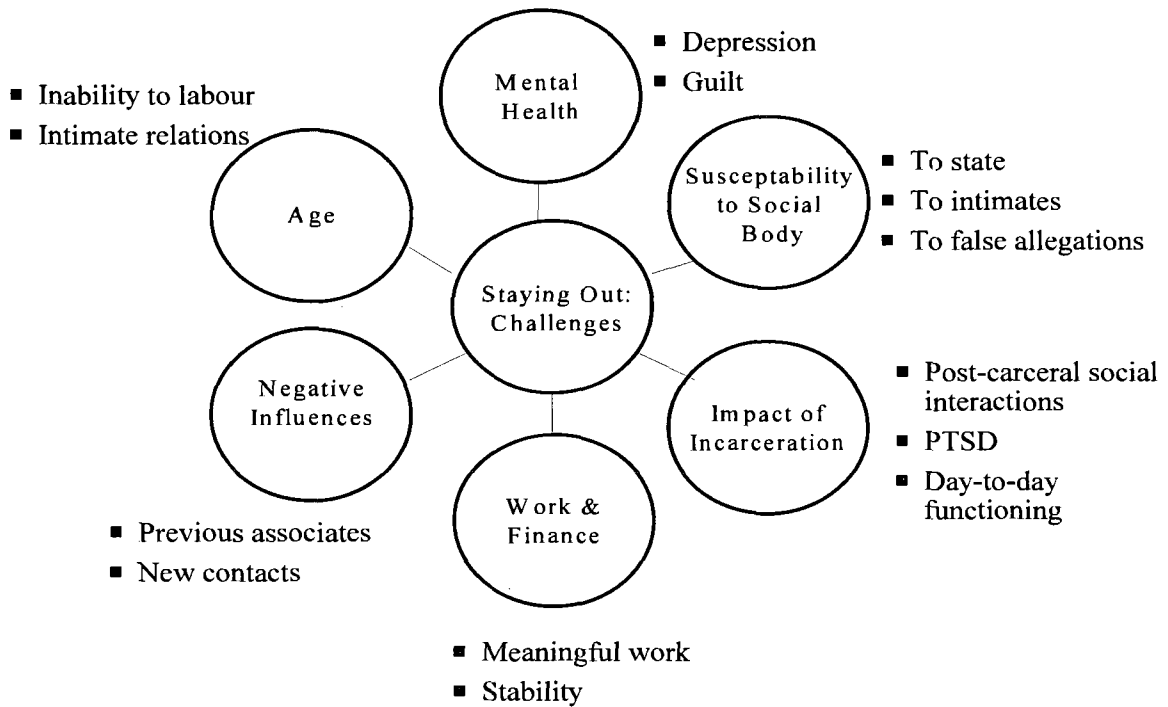 Mental
Health
■ Depression
■ Guilt
■ Inability to labour
■ Intimate relations
Age
Susceptability
to Social
Body
■ To state
■ To intimates
■ To false allegations
Staying Out:
Challenges
Negative
Influences
■ Previous associates
■ New contacts
Impact of
Incarceration
■ Post-carceral social
interactions
■ PTSD
■ Day-to-day
functioning
Work &
Finance
■ Meaningful work
■ Stability